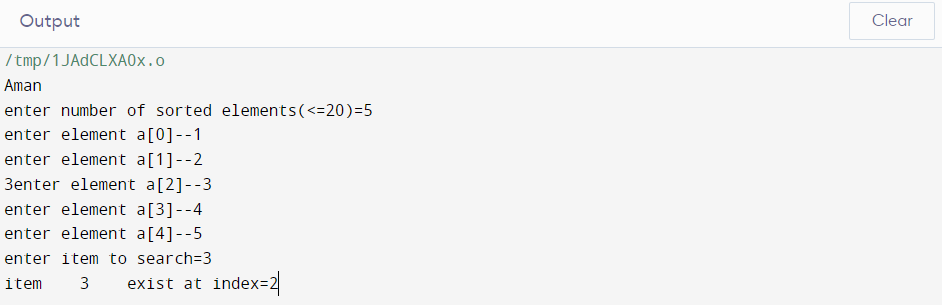 Output
Clear
/tmp/1JAdCLXA0x.o
Aman
enter number of sorted elements(<=20)=5
enter element a[0]--1
enter element a[1]--2
3enter element a[2]--3
enter element a[3]--4
enter element a[4]--5
enter item to search=3
item    3    exist at index=2